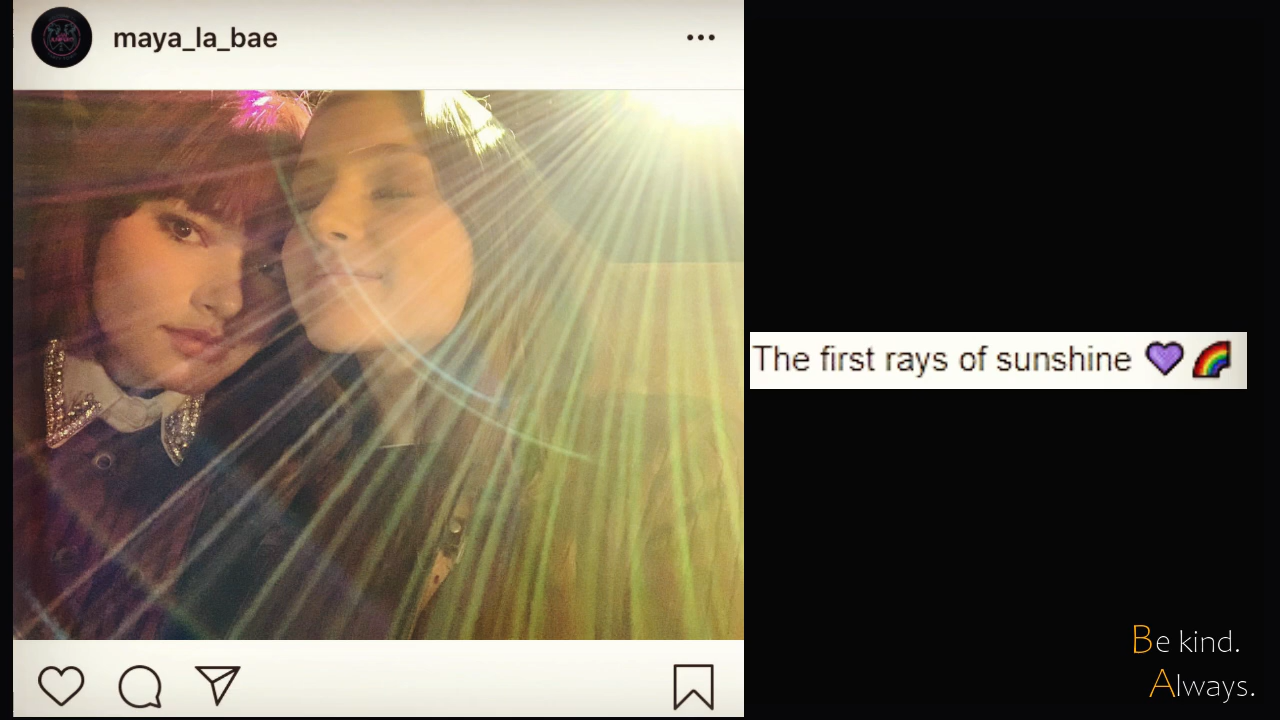 maya_la_bae
The first rays of sunshine 💜🌈
Be kind.
Always.